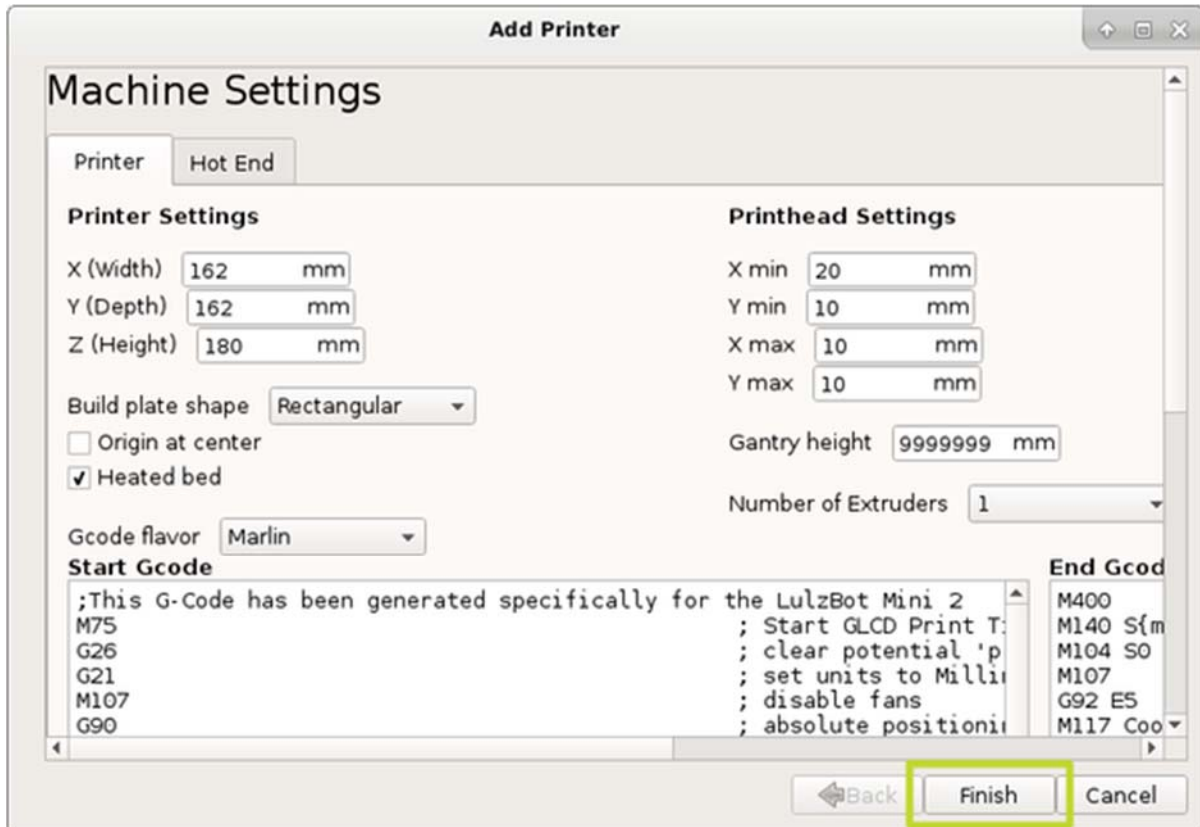 Add Printer
Machine Settings
Printer Hot End
Printer Settings
X (Width) 162 mm
Y (Depth) 162 mm
Z (Height) 180 mm
Build plate shape Rectangular
Origin at center
Heated bed
Gcode flavor Marlin
Printhead Settings
X min 20 mm
Y min 10 mm
X max 10 mm
Y max 10 mm
Gantry height 9999999 mm
Number of Extruders 1
Start Gcode
;This G-Code has been generated specifically for the LulzBot Mini 2
M75 ; Start GLCD Print
G26 ; clear potential 'p
G21 ; set units to Milli
M107 ; disable fans
G90 ; absolute positioni
End Gcod
M400
M140 S{m
M104 S0
M107
G92 E5
M117 Coo
Back Finish Cancel